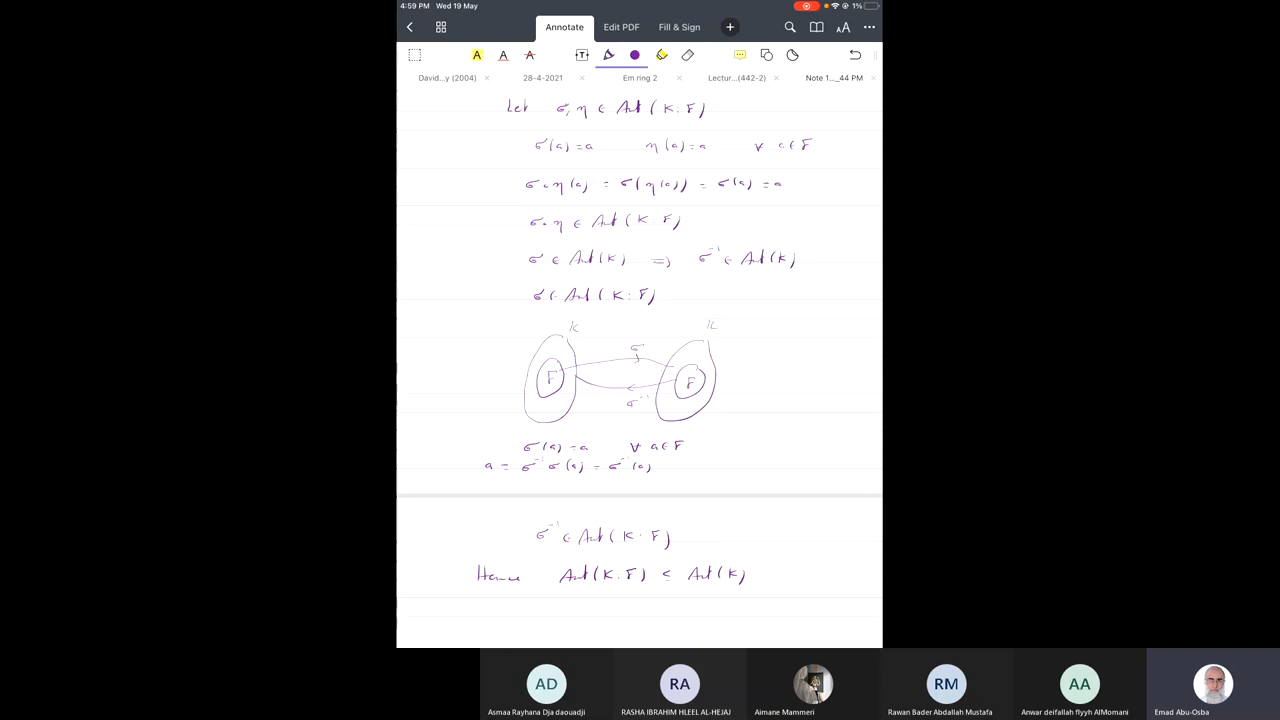 4:59 PM Wed 19 May 1%
Annotate Edit PDF Fill & Sign
David...y (2004) 28-4-2021 Em ring 2 Lectur...(442-2) Note 1..._44 PM
Let σ, η ∈ Aut(K:F)
σ(a) = a η(a) = a ∀ a ∈ F
σ∘η(a) = σ(η(a)) = σ(a) = a
σ∘η ∈ Aut(K:F)
σ ∈ Aut(K) ⇒ σ⁻¹ ∈ Aut(K)
σ ∈ Aut(K:F)
K K
σ
F F
σ⁻¹
σ(a) = a ∀ a ∈ F
a = σ⁻¹σ(a) = σ⁻¹(a)
σ⁻¹ ∈ Aut(K:F)
Hence Aut(K:F) ≤ Aut(K)
AD RA RM AA
Asmaa Rayhana Dja daouadji RASHA IBRAHIM HLEEL AL-HEJAJ Aimane Mammeri Rawan Bader Abdallah Mustafa Anwar deifallah flyyh AlMomani Emad Abu-Osba